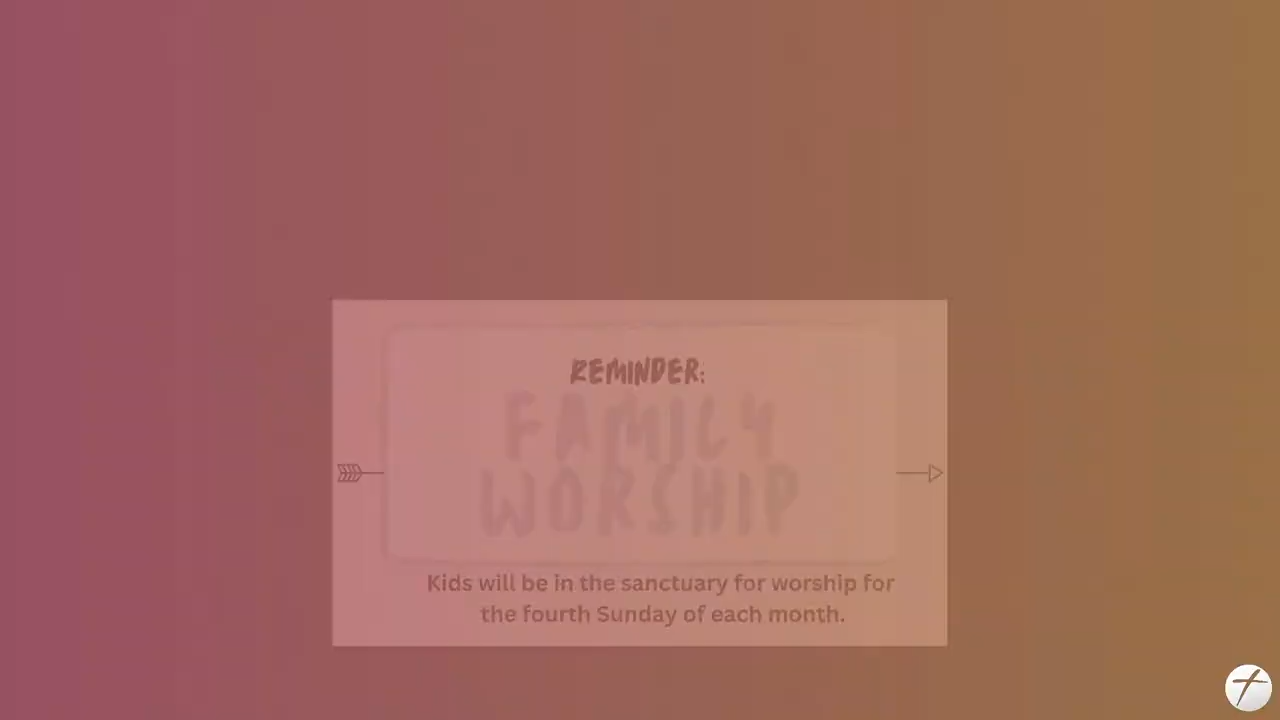 REMINDER:
FAMILY
WORSHIP
Kids will be in the sanctuary for worship for
the fourth Sunday of each month.